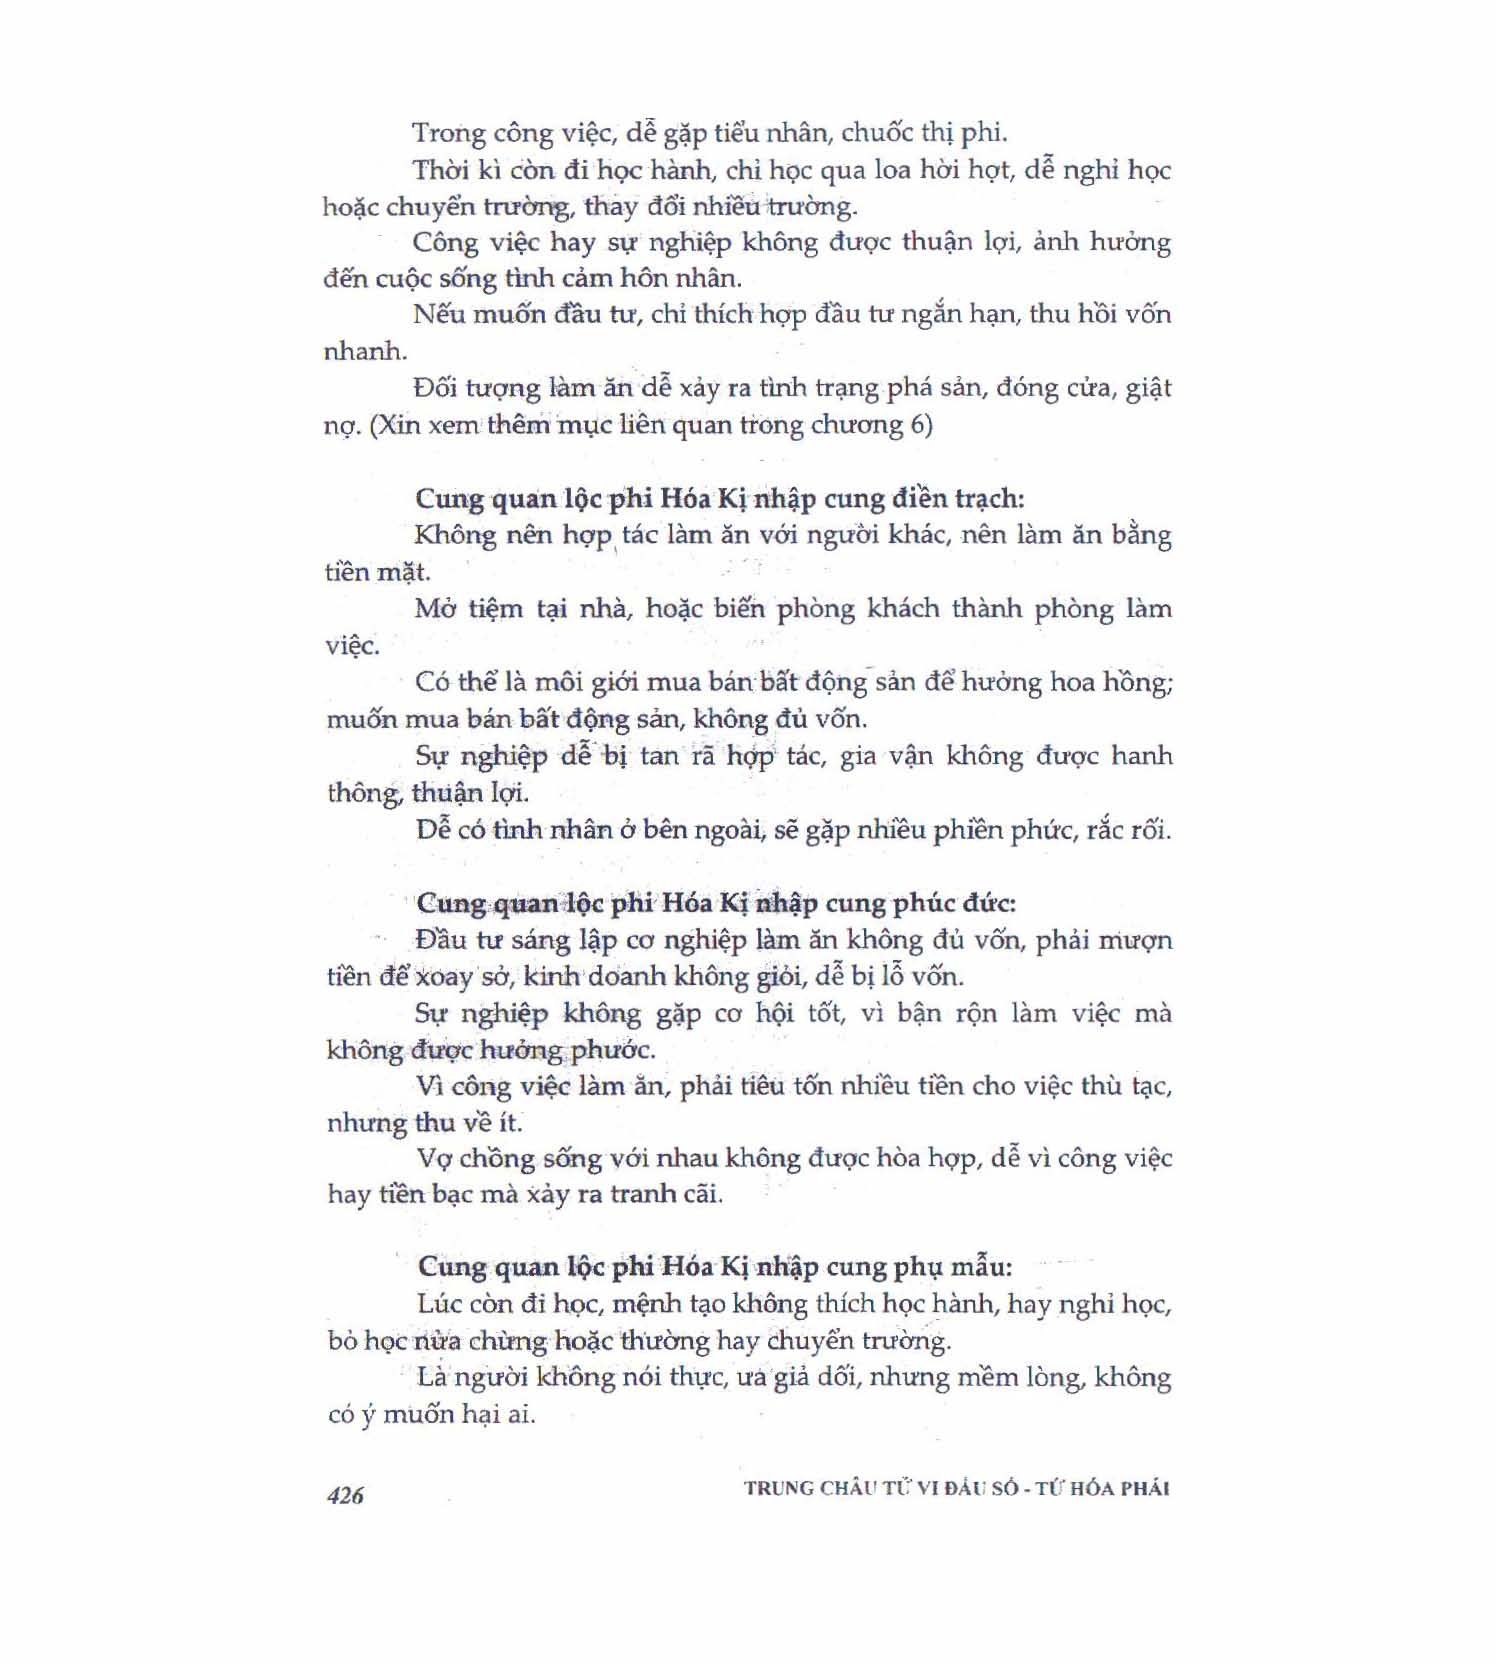 Trong công việc, dễ gặp tiểu nhân, chuốc thị phi.
Thời kì còn đi học hành, chỉ học qua loa hời hợt, dễ nghỉ học
hoặc chuyển trường, thay đổi nhiều trường.
Công việc hay sự nghiệp không được thuận lợi, ảnh hưởng
đến cuộc sống tình cảm hôn nhân.
Nếu muốn đầu tư, chỉ thích hợp đầu tư ngắn hạn, thu hồi vốn
nhanh.
Đối tượng làm ăn dễ xảy ra tình trạng phá sản, đóng cửa, giật
nợ. (Xin xem thêm mục liên quan trong chương 6)
Cung quan lộc phi Hóa Kị nhập cung điền trạch:
Không nên hợp tác làm ăn với người khác, nên làm ăn bằng
tiền mặt.
Mở tiệm tại nhà, hoặc biến phòng khách thành phòng làm
việc.
Có thể là môi giới mua bán bất động sản để hưởng hoa hồng;
muốn mua bán bất động sản, không đủ vốn.
Sự nghiệp dễ bị tan rã hợp tác, gia vận không được hanh
thông, thuận lợi.
Dễ có tình nhân ở bên ngoài, sẽ gặp nhiều phiền phức, rắc rối.
Cung quan lộc phi Hóa Kị nhập cung phúc đức:
Đầu tư sáng lập cơ nghiệp làm ăn không đủ vốn, phải mượn
tiền để xoay sở, kinh doanh không giỏi, dễ bị lỗ vốn.
Sự nghiệp không gặp cơ hội tốt, vì bận rộn làm việc mà
không được hưởng phước.
Vì công việc làm ăn, phải tiêu tốn nhiều tiền cho việc thù tạc,
nhưng thu về ít.
Vợ chồng sống với nhau không được hòa hợp, dễ vì công việc
hay tiền bạc mà xảy ra tranh cãi.
Cung quan lộc phi Hóa Kị nhập cung phụ mẫu:
Lúc còn đi học, mệnh tạo không thích học hành, hay nghỉ học,
bỏ học nửa chừng hoặc thường hay chuyển trường.
Là người không nói thực, ưa giả dối, nhưng mềm lòng, không
có ý muốn hại ai.
426
TRUNG CHÂU TỬ VI ĐẨU SỐ - TỨ HÓA PHÁI